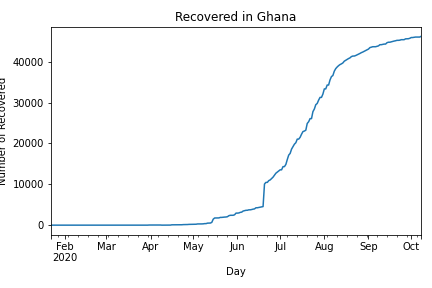 Recovered in Ghana
Number of Recovered
40000
30000
20000
10000
0
Feb Mar Apr May Jun Jul Aug Sep Oct
2020
Day